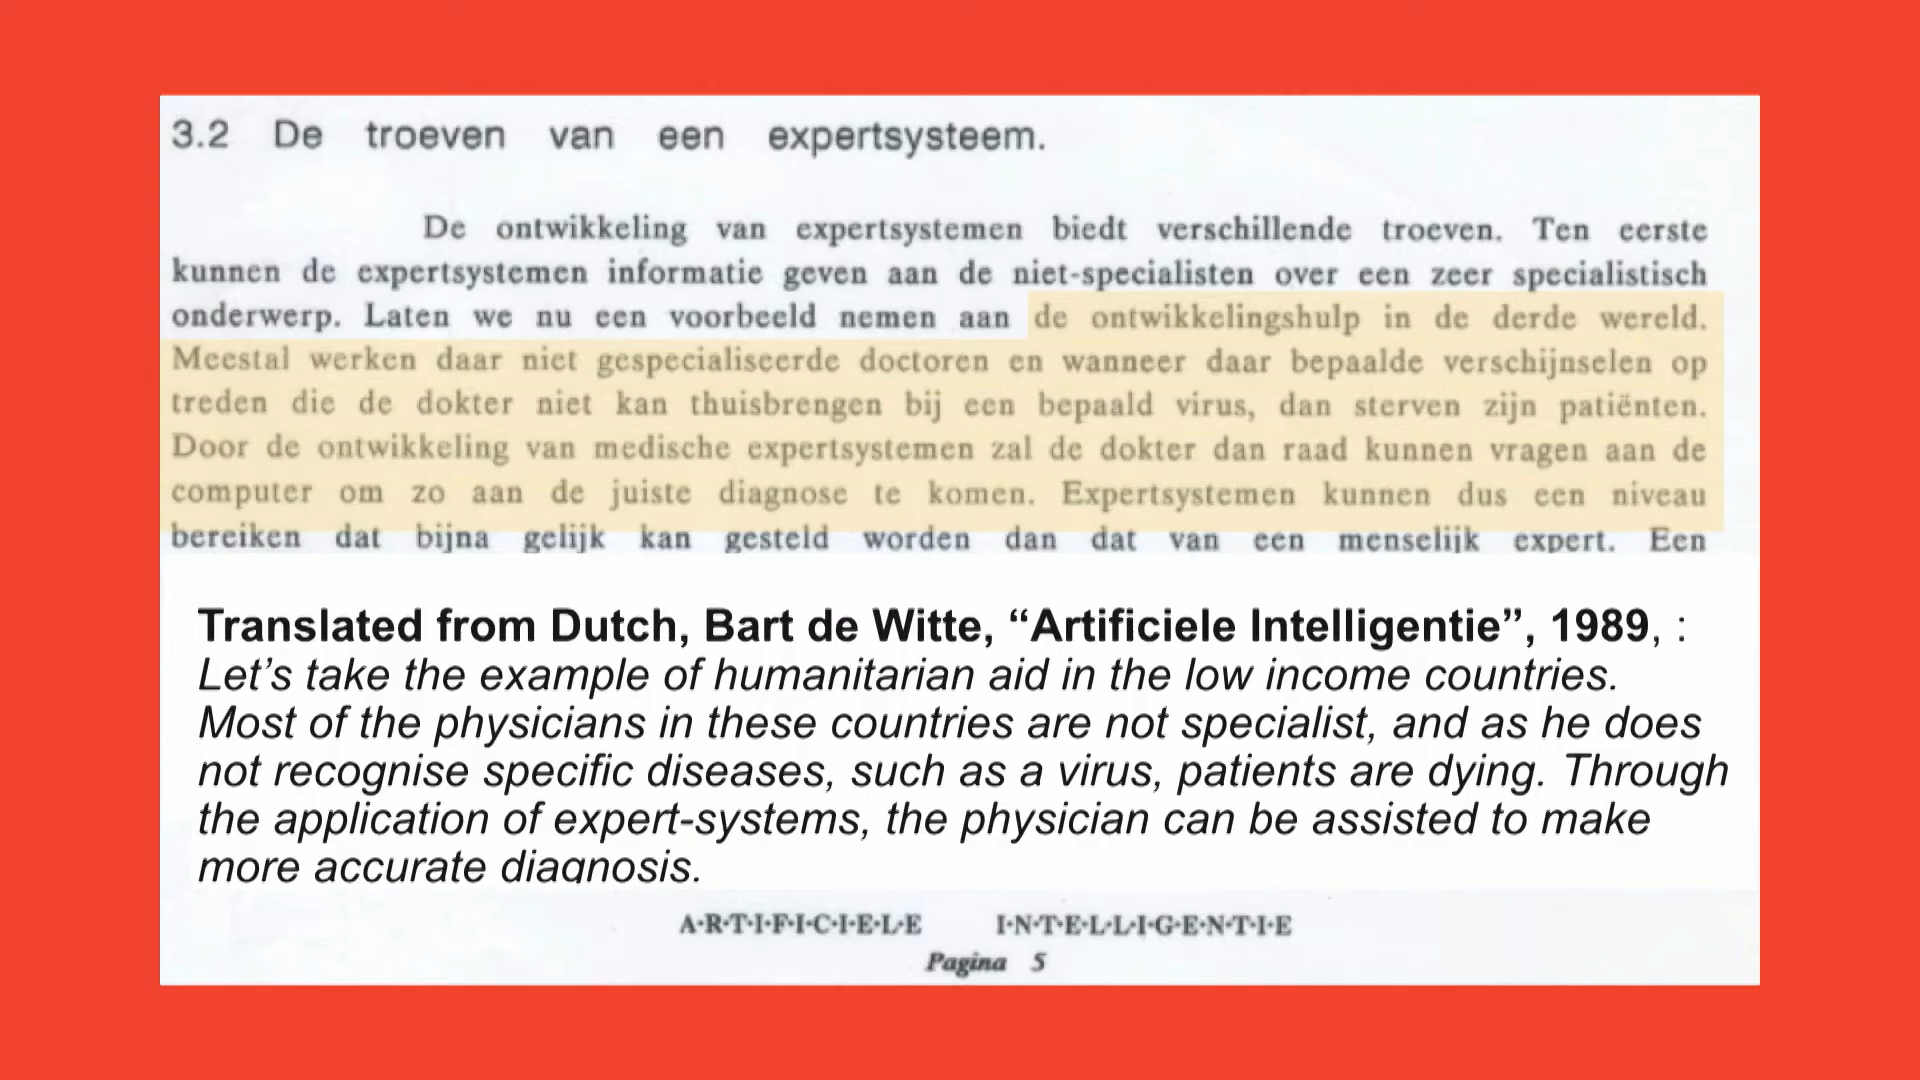 3.2 De troeven van een expertsysteem.
De ontwikkeling van expertsystemen biedt verschillende troeven. Ten eerste
kunnen de expertsystemen informatie geven aan de niet-specialisten over een zeer specialistisch
onderwerp. Laten we nu een voorbeeld nemen aan de ontwikkelingshulp in de derde wereld.
Meestal werken daar niet gespecialiseerde doctoren en wanneer daar bepaalde verschijnselen op
treden die de dokter niet kan thuisbrengen bij een bepaald virus, dan sterven zijn patiënten.
Door de ontwikkeling van medische expertsystemen zal de dokter dan raad kunnen vragen aan de
computer om zo aan de juiste diagnose te komen. Expertsystemen kunnen dus een niveau
bereiken dat bijna gelijk kan gesteld worden dan dat van een menselijk expert. Een
Translated from Dutch, Bart de Witte, “Artificiele Intelligentie”, 1989, :
Let’s take the example of humanitarian aid in the low income countries.
Most of the physicians in these countries are not specialist, and as he does
not recognise specific diseases, such as a virus, patients are dying. Through
the application of expert-systems, the physician can be assisted to make
more accurate diagnosis.
A·R·T·I·F·I·C·I·E·L·E I·N·T·E·L·L·I·G·E·N·T·I·E
Pagina 5